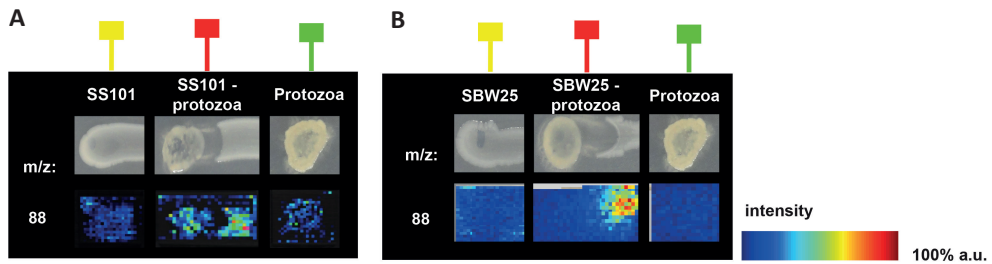 A
SS101
SS101 -
protozoa
Protozoa
m/z:
88
B
SBW25
SBW25 -
protozoa
Protozoa
m/z:
88
intensity
100% a.u.